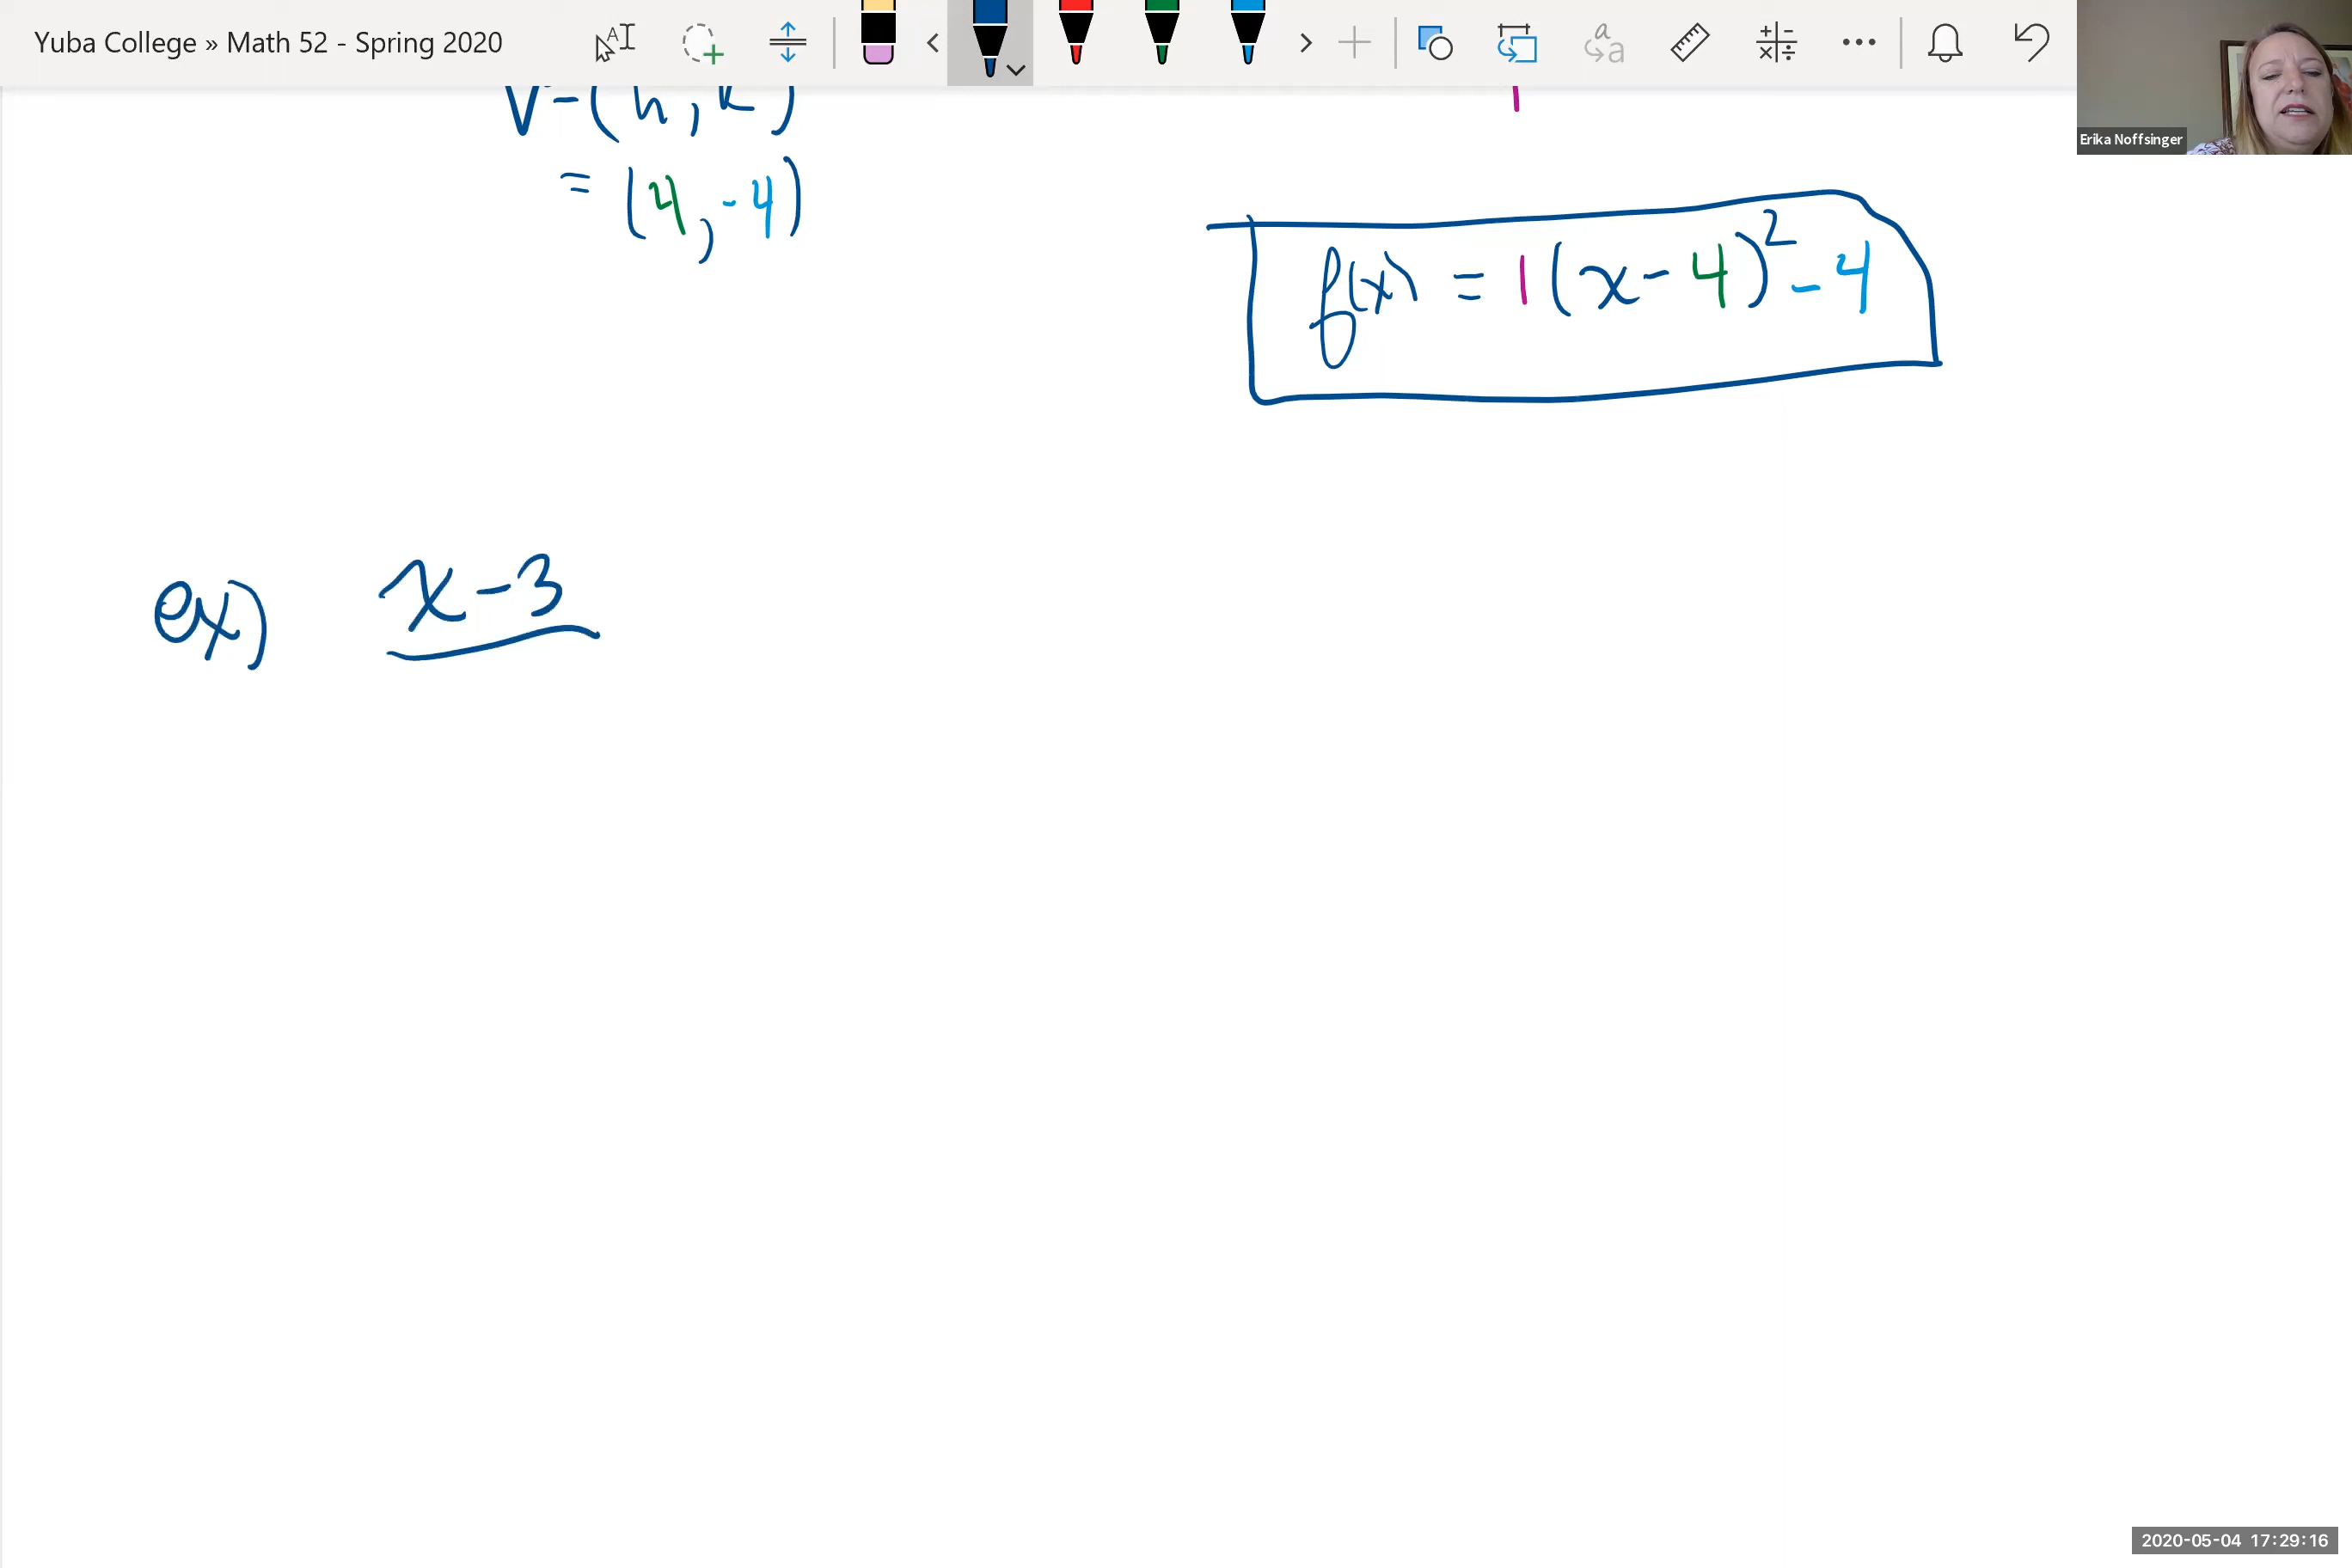 Yuba College » Math 52 - Spring 2020
Erika Noffsinger
V = (h, k)
= (4, -4)
f(x) = 1(x - 4)² - 4
ex) x - 3
2020-05-04 17:29:16